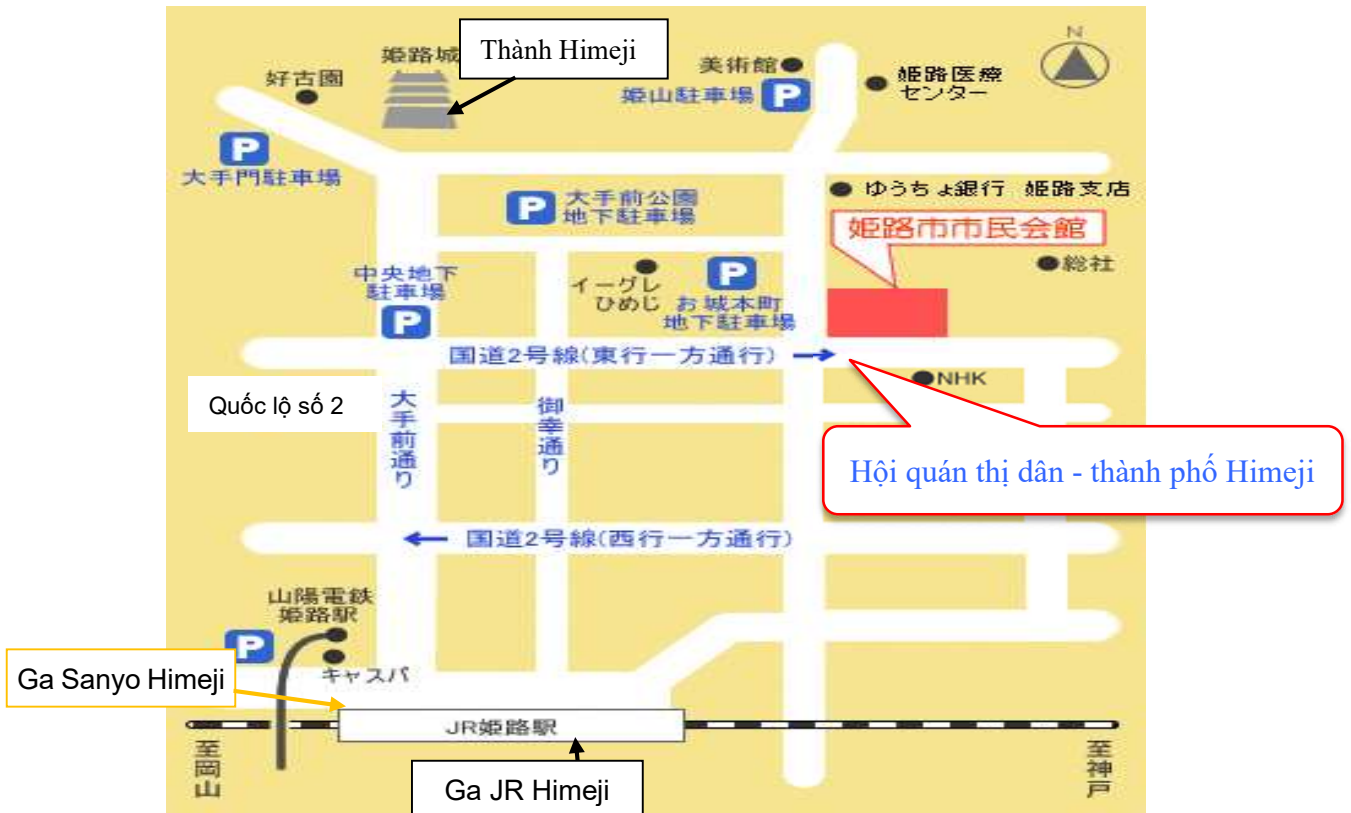 N
姫路城
Thành Himeji
好古園
美術館
姫山駐車場 P
姫路医療
センター
P
大手門駐車場
P 大手前公園
地下駐車場
ゆうちょ銀行 姫路支店
姫路市市民会館
総社
中央地下
駐車場
P
イーグレ
ひめじ
P
お城本町
地下駐車場
国道2号線(東行一方通行) →
NHK
Quốc lộ số 2
大手前通り
御幸通り
Hội quán thị dân - thành phố Himeji
← 国道2号線(西行一方通行)
山陽電鉄
姫路駅
P
キャスパ
Ga Sanyo Himeji
JR姫路駅
至岡山
至神戸
Ga JR Himeji